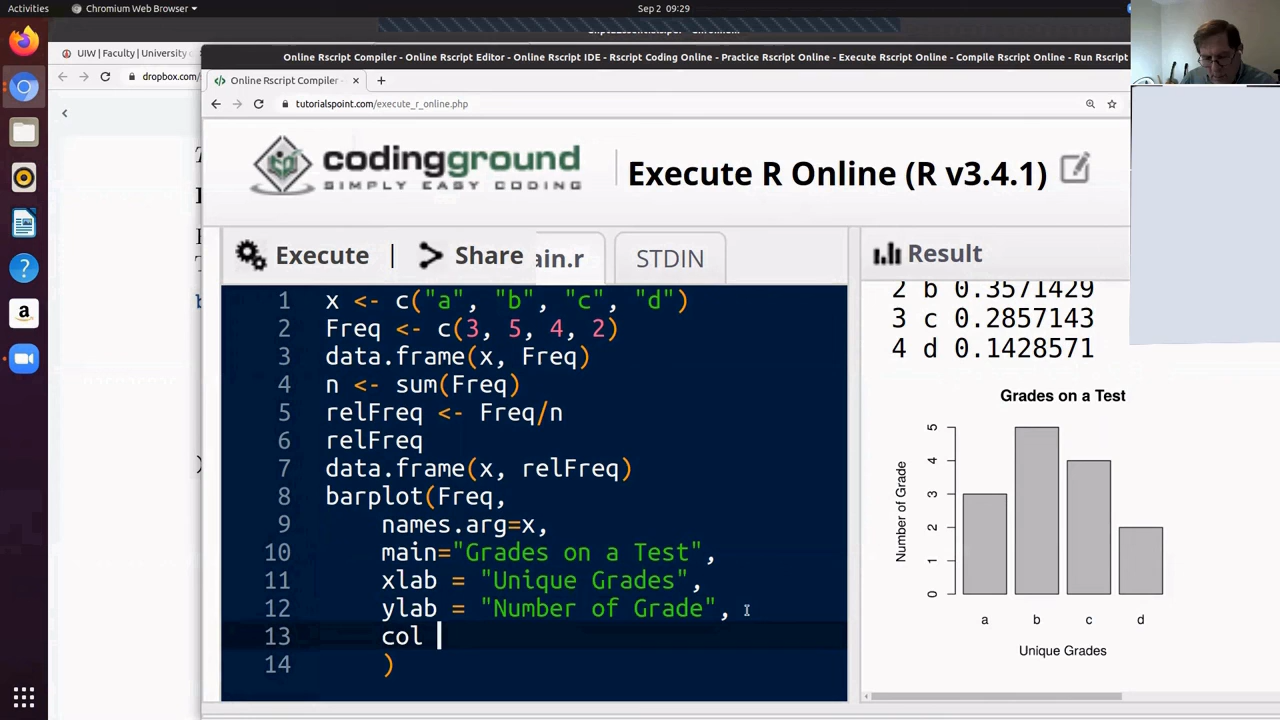 Activities
Chromium Web Browser
Sep 2 09:29
UIW | Faculty | University
Online Rscript Compiler - Online Rscript Editor - Online Rscript IDE - Rscript Coding Online - Practice Rscript Online - Execute Rscript Online - Compile Rscript Online - Run Rscript
dropbox.com/s
Online Rscript Compiler -
tutorialspoint.com/execute_r_online.php
codingground
SIMPLY EASY CODING
Execute R Online (R v3.4.1)
Execute | Share
ain.r
STDIN
Result
1 x <- c("a", "b", "c", "d")
2 Freq <- c(3, 5, 4, 2)
3 data.frame(x, Freq)
4 n <- sum(Freq)
5 relFreq <- Freq/n
6 relFreq
7 data.frame(x, relFreq)
8 barplot(Freq,
9 names.arg=x,
10 main="Grades on a Test",
11 xlab = "Unique Grades",
12 ylab = "Number of Grade",
13 col
14 )
2 b 0.3571429
3 c 0.2857143
4 d 0.1428571
Grades on a Test
Number of Grade
5
4
3
2
1
0
a b c d
Unique Grades